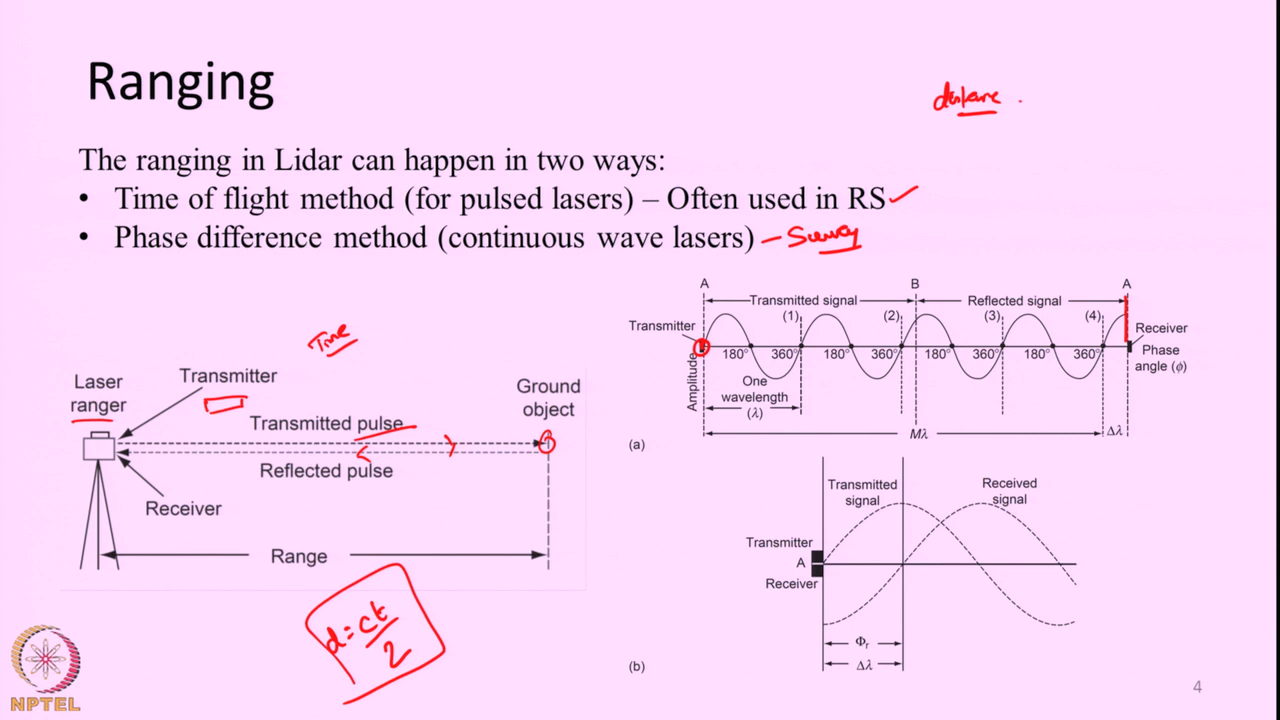 Ranging
distance
The ranging in Lidar can happen in two ways:
• Time of flight method (for pulsed lasers) – Often used in RS
• Phase difference method (continuous wave lasers) – Survey
Time
Laser
ranger
Transmitter
Transmitted pulse
Reflected pulse
Receiver
Ground
object
Range
d = ct/2
A
B
A
Transmitted signal
Reflected signal
(1)
(2)
(3)
(4)
Transmitter
Receiver
180°
360°
180°
360°
180°
360°
180°
360°
Phase
angle (ϕ)
Amplitude
One
wavelength
(λ)
Mλ
Δλ
(a)
Transmitted
signal
Received
signal
Transmitter
A
Receiver
Φr
Δλ
(b)
NPTEL
4